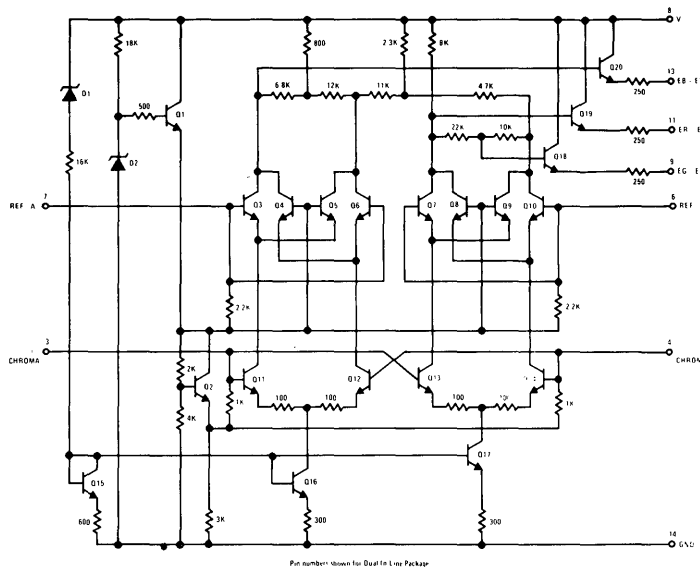 8
V
18K
800
2.3K
8K
Q20
13
EB - E
250
D1
6.8K
12K
11K
4.7K
500
Q1
Q19
11
ER E
250
16K
D2
22K
10K
Q18
9
EG E
250
7
REF A
Q3
Q4
Q5
Q6
Q7
Q8
Q9
Q10
6
REF
2.2K
2.2K
3
CHROMA
4
CHROM
2K
Q2
Q11
Q12
Q13
1K
100
100
100
1K
4K
Q17
Q15
Q16
600
3K
300
300
14
GND
Pin numbers shown for Dual In Line Package